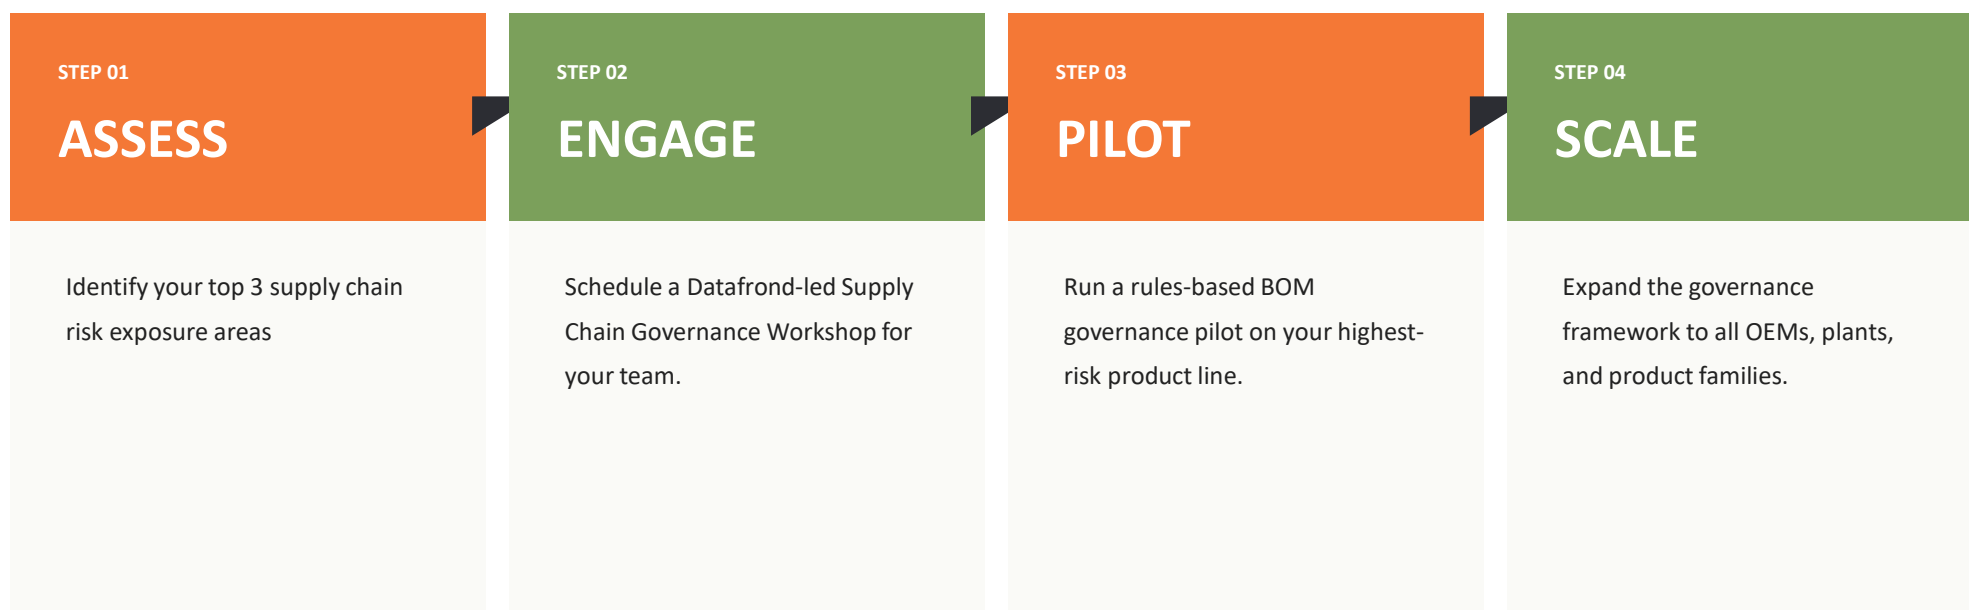 STEP 01
ASSESS
Identify your top 3 supply chain
risk exposure areas
STEP 02
ENGAGE
Schedule a Datafrond-led Supply
Chain Governance Workshop for
your team.
STEP 03
PILOT
Run a rules-based BOM
governance pilot on your highest-
risk product line.
STEP 04
SCALE
Expand the governance
framework to all OEMs, plants,
and product families.